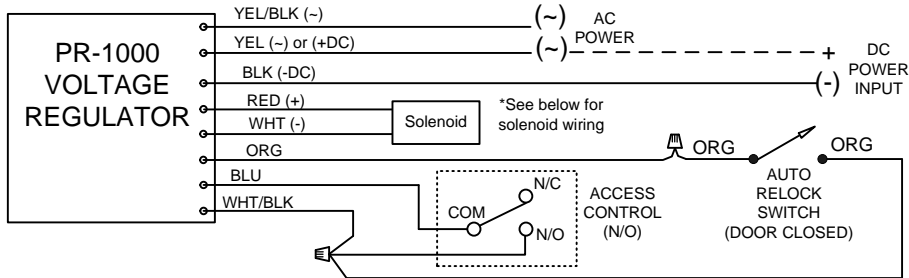 PR-1000
VOLTAGE
REGULATOR
YEL/BLK (~)
YEL (~) or (+DC)
BLK (-DC)
RED (+)
WHT (-)
ORG
BLU
WHT/BLK
(~) AC
POWER
(~)
+
(-)
DC
POWER
INPUT
Solenoid
*See below for
solenoid wiring
N/C
COM
N/O
ACCESS
CONTROL
(N/O)
ORG
ORG
AUTO
RELOCK
SWITCH
(DOOR CLOSED)